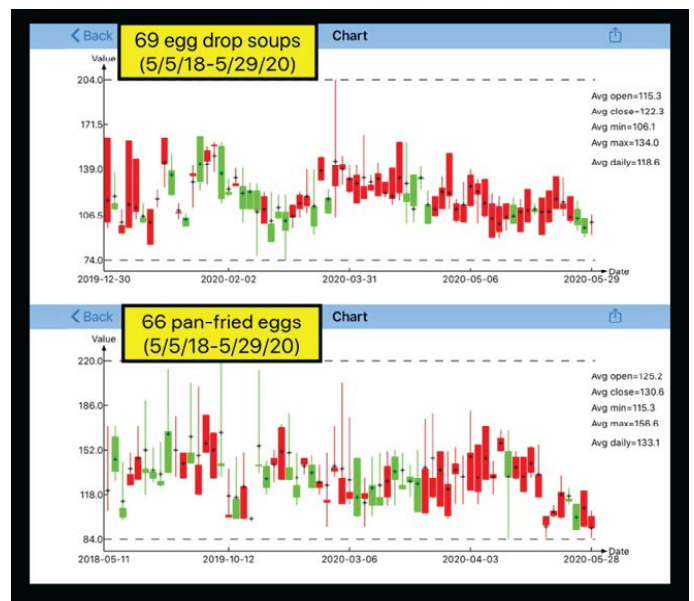 Back
69 egg drop soups
(5/5/18-5/29/20)
Chart
Value
204.0
171.5
139.0
106.5
74.0
Avg open=115.3
Avg close=122.3
Avg min=106.1
Avg max=134.0
Avg daily=118.6
Date
2019-12-30
2020-02-02
2020-03-31
2020-05-06
2020-05-29
Back
66 pan-fried eggs
(5/5/18-5/29/20)
Chart
Value
220.0
186.0
152.0
118.0
84.0
Avg open=125.2
Avg close=130.6
Avg min=115.3
Avg max=156.6
Avg daily=133.1
Date
2018-05-11
2019-10-12
2020-03-06
2020-04-03
2020-05-28